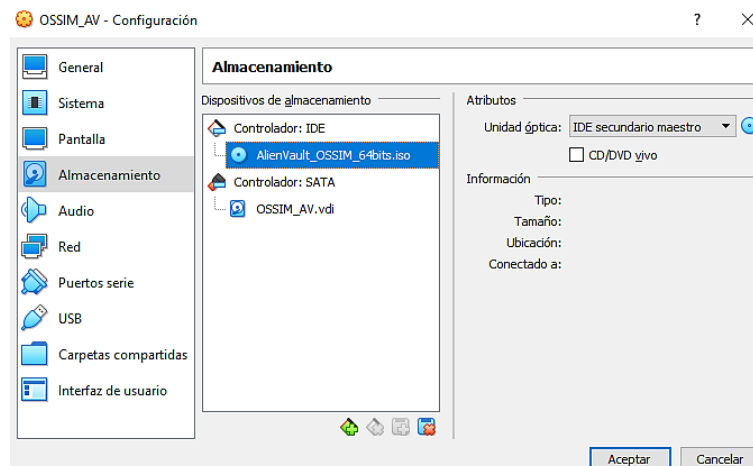 OSSIM_AV - Configuración
General
Sistema
Pantalla
Almacenamiento
Audio
Red
Puertos serie
USB
Carpetas compartidas
Interfaz de usuario
Almacenamiento
Dispositivos de almacenamiento
Controlador: IDE
AlienVault_OSSIM_64bits.iso
Controlador: SATA
OSSIM_AV.vdi
Atributos
Unidad óptica: IDE secundario maestro
CD/DVD vivo
Información
Tipo:
Tamaño:
Ubicación:
Conectado a:
Aceptar Cancelar